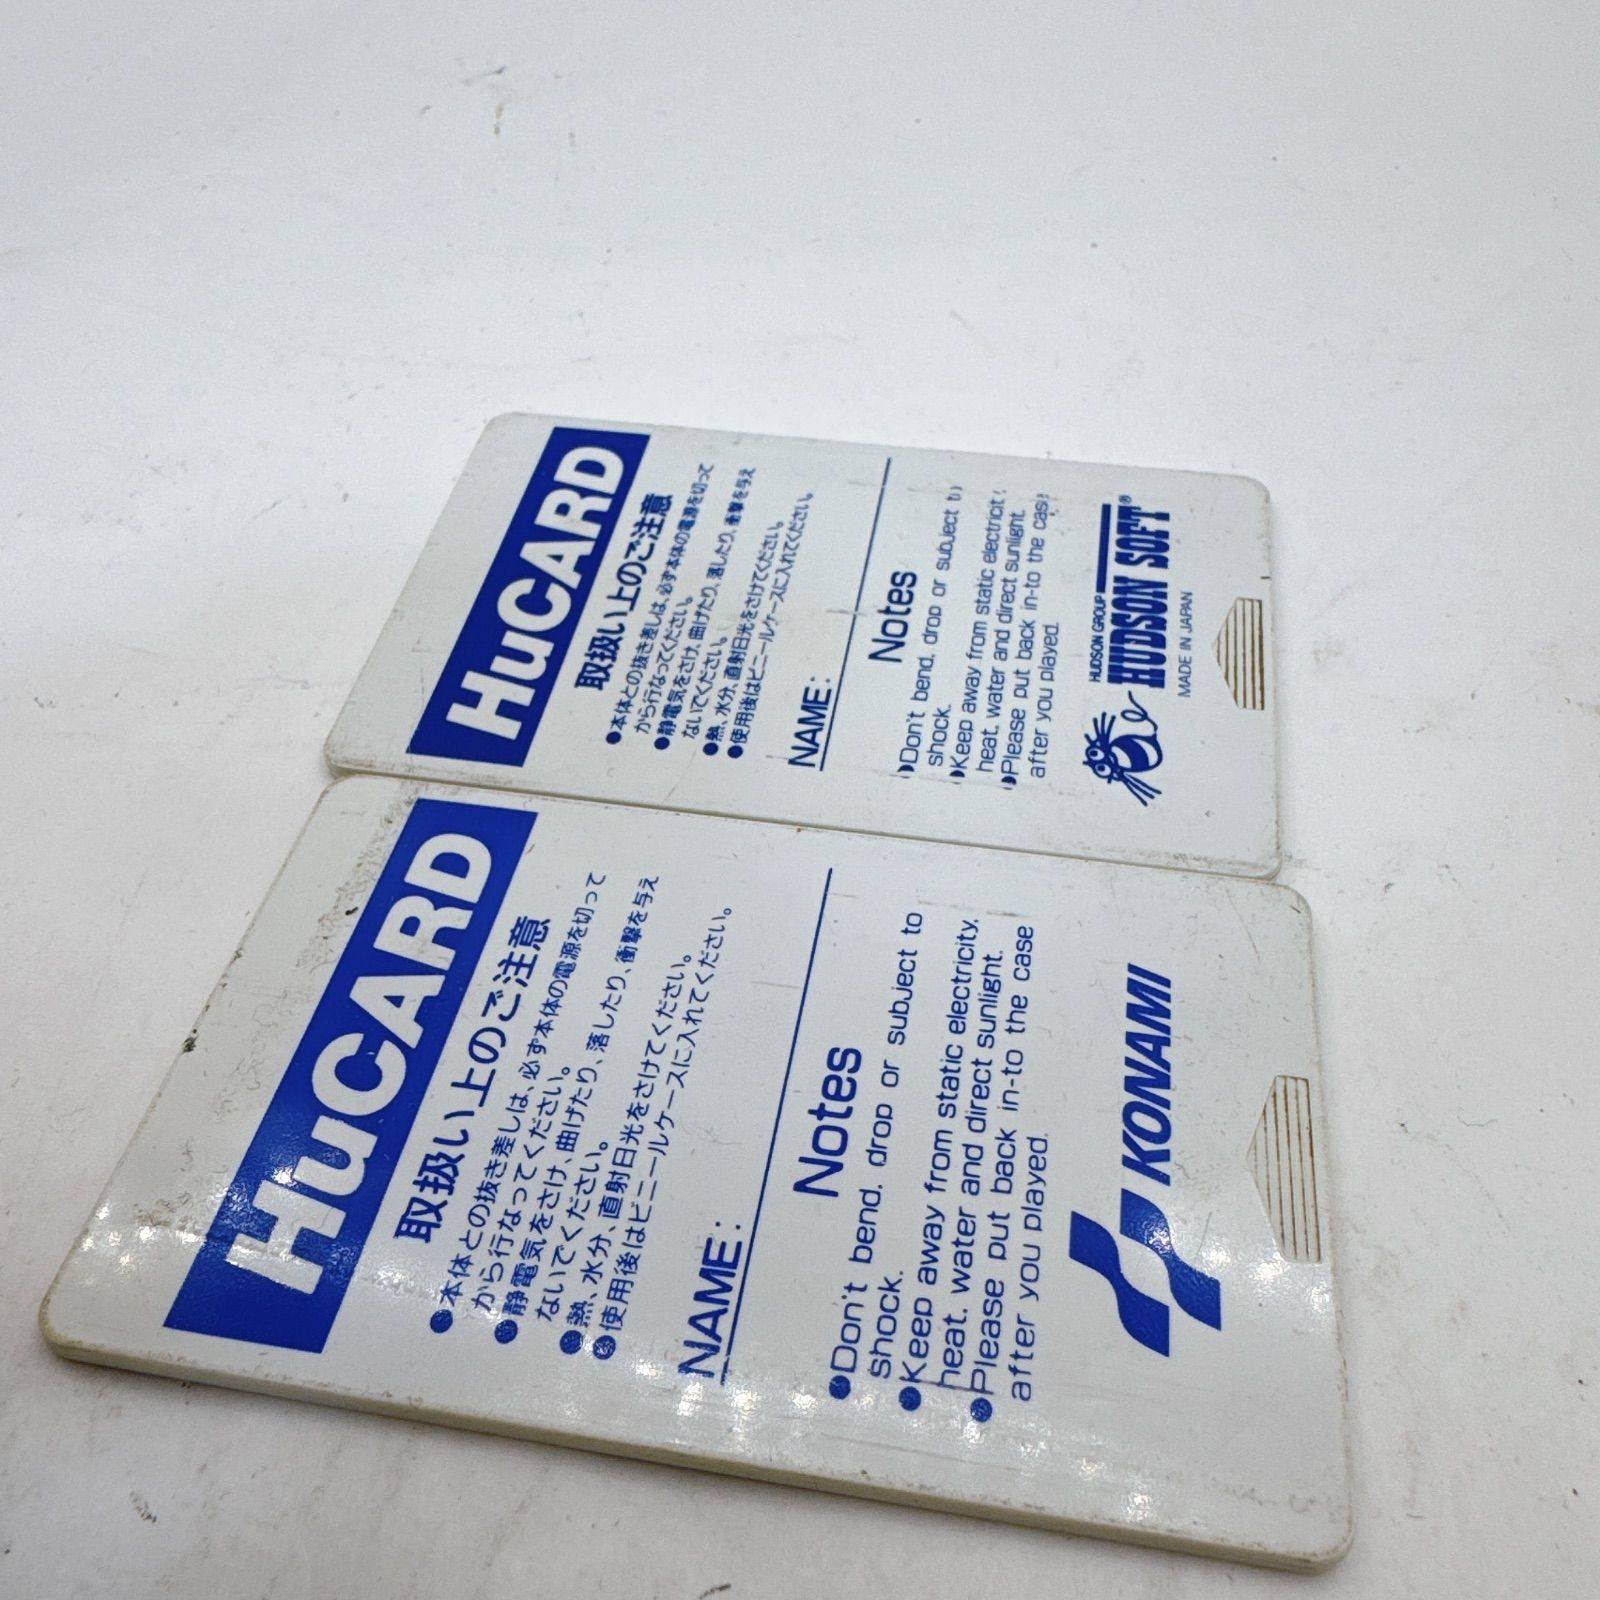 HuCARD
取扱い上のご注意
●本体との抜き差しは、必ず本体の電源を切って
から行なってください。
●静電気をさけ、曲げたり、落したり、衝撃を与え
ないでください。
●熱、水分、直射日光をさけてください。
●使用後はビニールケースに入れてください。
NAME:
Notes
●Don't bend, drop or subject to
shock.
●Keep away from static electricity,
heat, water and direct sunlight.
●Please put back in-to the case
after you played.
HUDSON GROUP
HUDSON SOFT®
MADE IN JAPAN
HuCARD
取扱い上のご注意
●本体との抜き差しは、必ず本体の電源を切って
から行なってください。
●静電気をさけ、曲げたり、落したり、衝撃を与え
ないでください。
●熱、水分、直射日光をさけてください。
●使用後はビニールケースに入れてください。
NAME:
Notes
●Don't bend, drop or subject to
shock.
●Keep away from static electricity,
heat, water and direct sunlight.
●Please put back in-to the case
after you played.
KONAMI